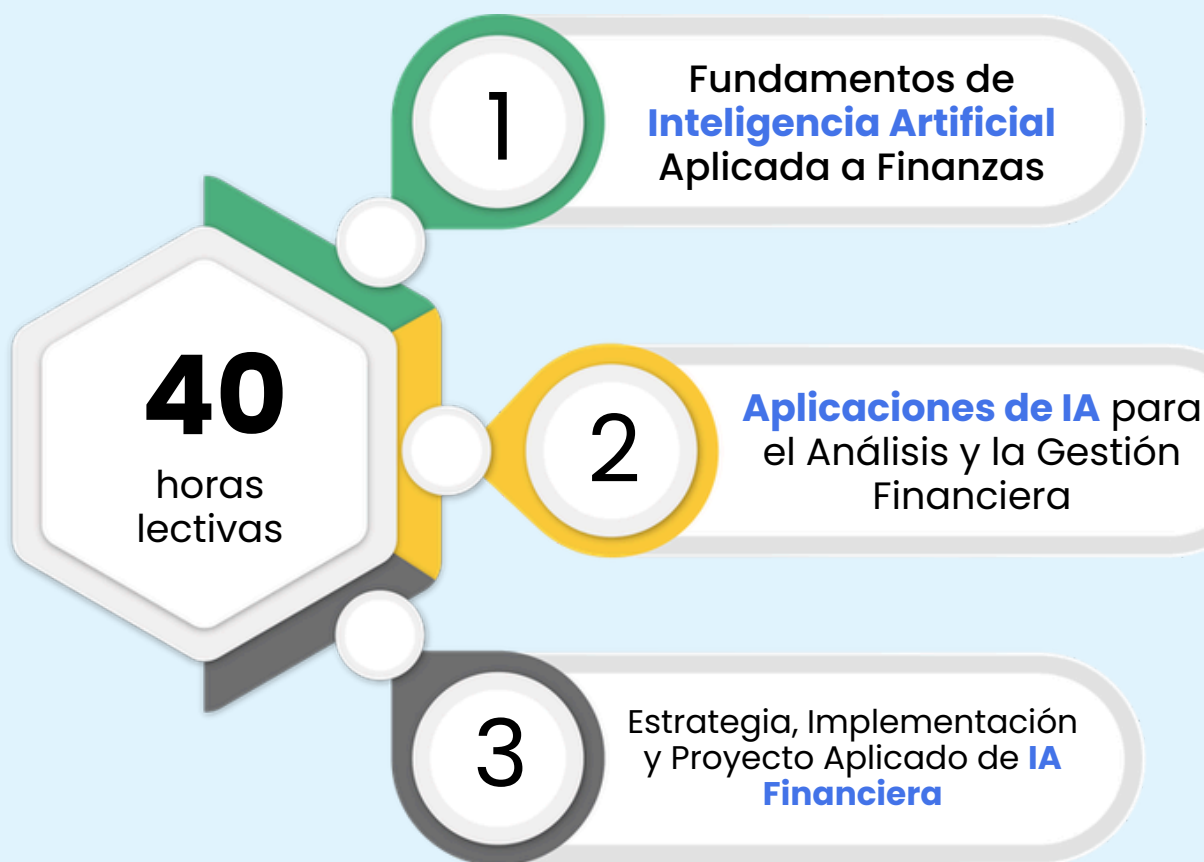 1
Fundamentos de
Inteligencia Artificial
Aplicada a Finanzas
40
horas
lectivas
2
Aplicaciones de IA para
el Análisis y la Gestión
Financiera
3
Estrategia, Implementación
y Proyecto Aplicado de IA
Financiera